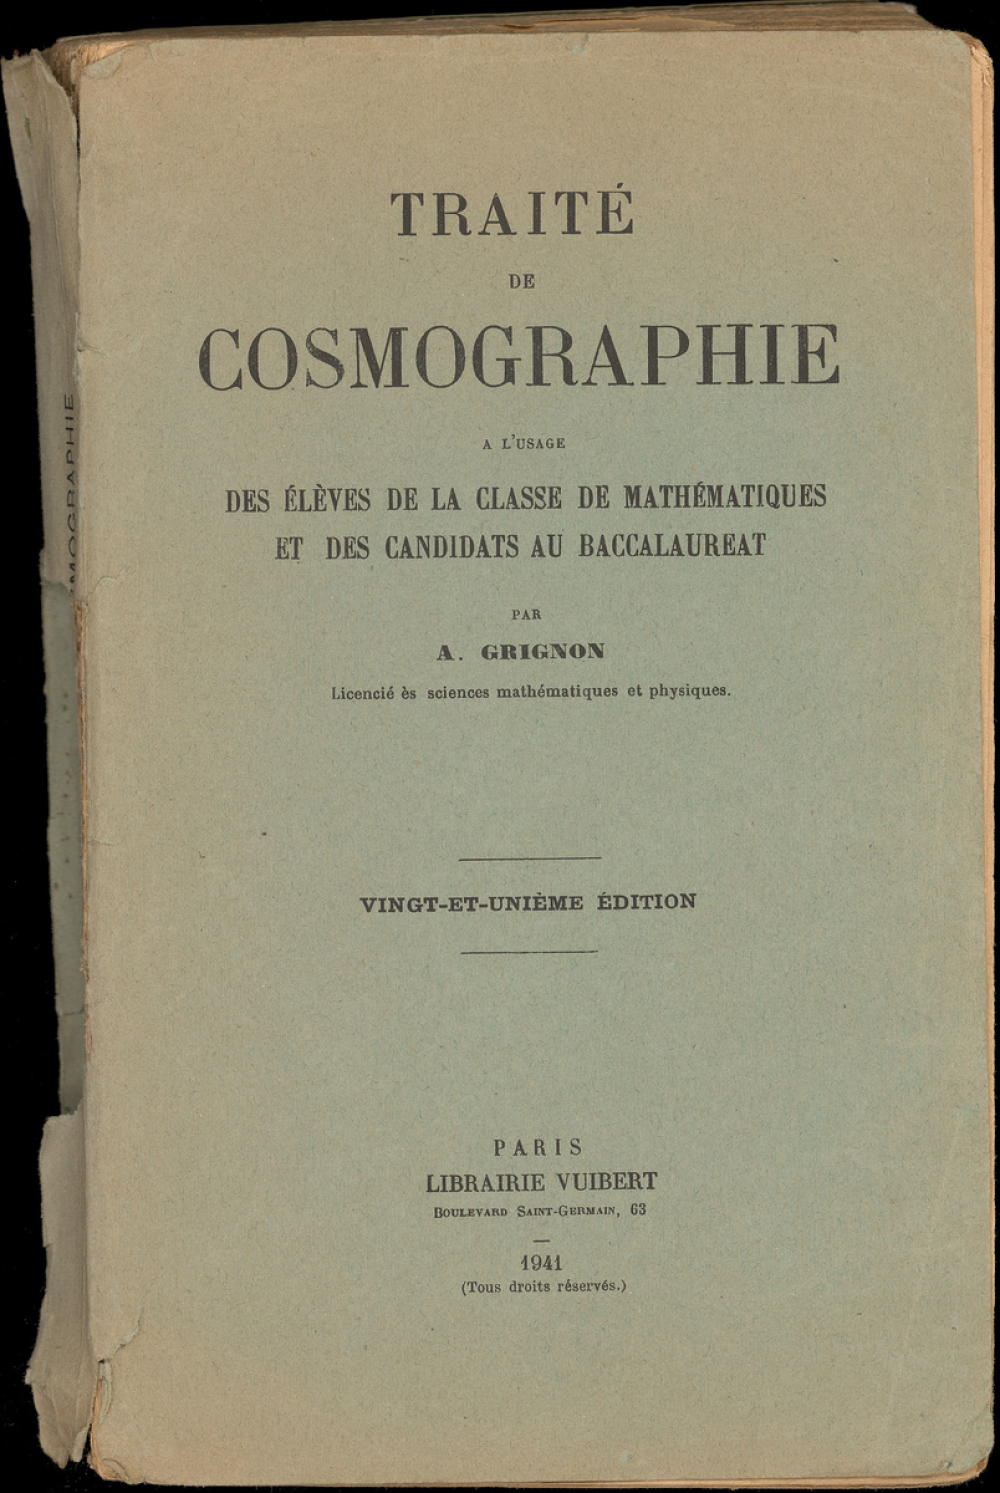 TRAITÉ
DE
COSMOGRAPHIE
A L'USAGE
DES ÉLÈVES DE LA CLASSE DE MATHÉMATIQUES
ET DES CANDIDATS AU BACCALAUREAT
PAR
A. GRIGNON
Licencié ès sciences mathématiques et physiques.
VINGT-ET-UNIÈME ÉDITION
PARIS
LIBRAIRIE VUIBERT
BOULEVARD SAINT-GERMAIN, 63
1941
(Tous droits réservés.)